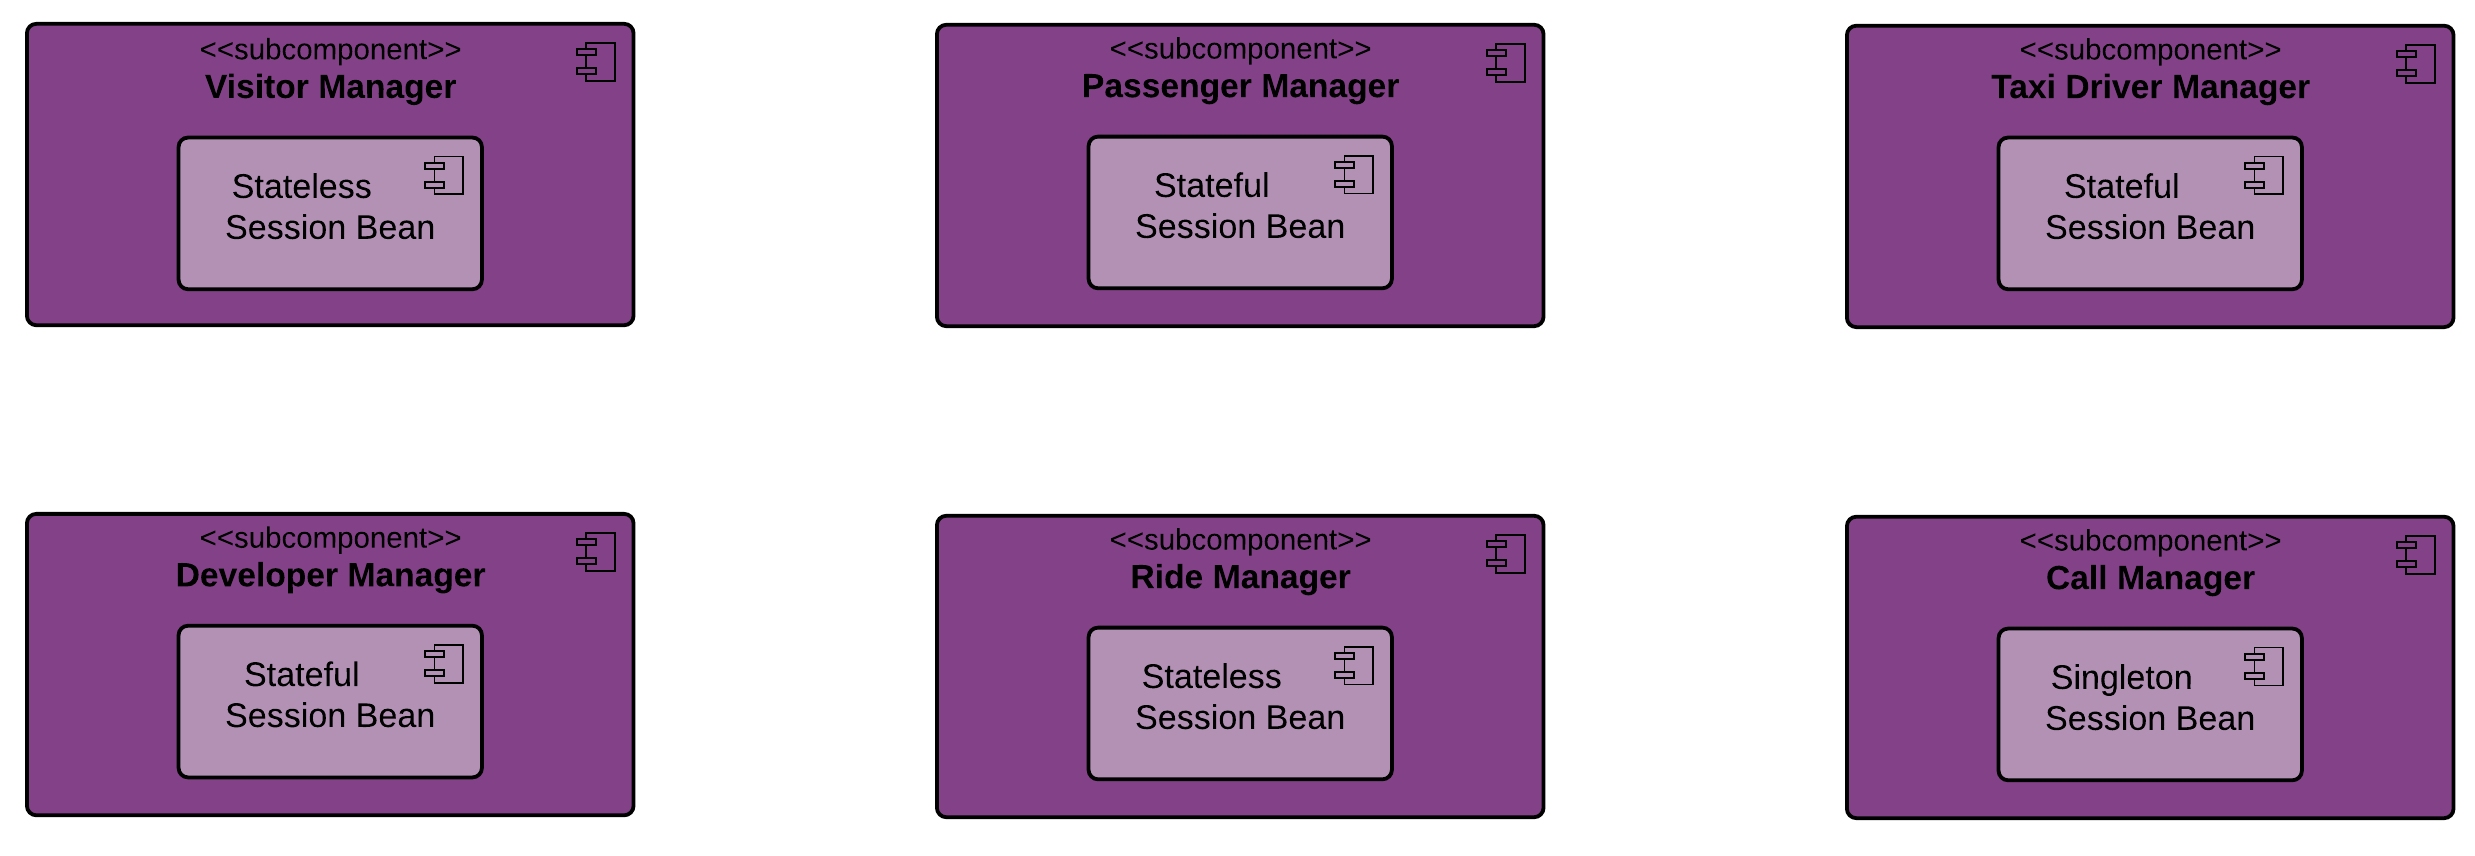 <<subcomponent>>
Visitor Manager
Stateless
Session Bean
<<subcomponent>>
Passenger Manager
Stateful
Session Bean
<<subcomponent>>
Taxi Driver Manager
Stateful
Session Bean
<<subcomponent>>
Developer Manager
Stateful
Session Bean
<<subcomponent>>
Ride Manager
Stateless
Session Bean
<<subcomponent>>
Call Manager
Singleton
Session Bean